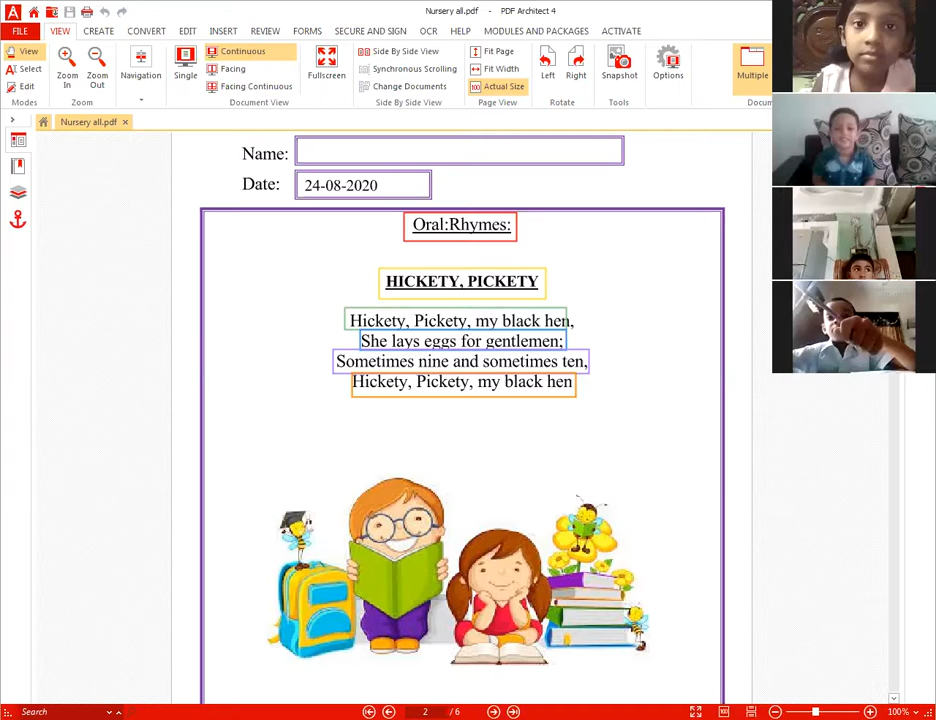 Nursery all.pdf - PDF Architect 4
FILE VIEW CREATE CONVERT EDIT INSERT REVIEW FORMS SECURE AND SIGN OCR HELP MODULES AND PACKAGES ACTIVATE
View
Select
Edit
Modes
Zoom In
Zoom Out
Zoom
Navigation
Single
Continuous
Facing
Facing Continuous
Document View
Fullscreen
Side By Side View
Synchronous Scrolling
Change Documents
Side By Side View
Fit Page
Fit Width
Actual Size
Page View
Left
Right
Rotate
Snapshot
Tools
Options
Multiple
Nursery all.pdf
Name:
Date: 24-08-2020
Oral:Rhymes:
HICKETY, PICKETY
Hickety, Pickety, my black hen,
She lays eggs for gentlemen;
Sometimes nine and sometimes ten,
Hickety, Pickety, my black hen
Search 2 / 6 100%